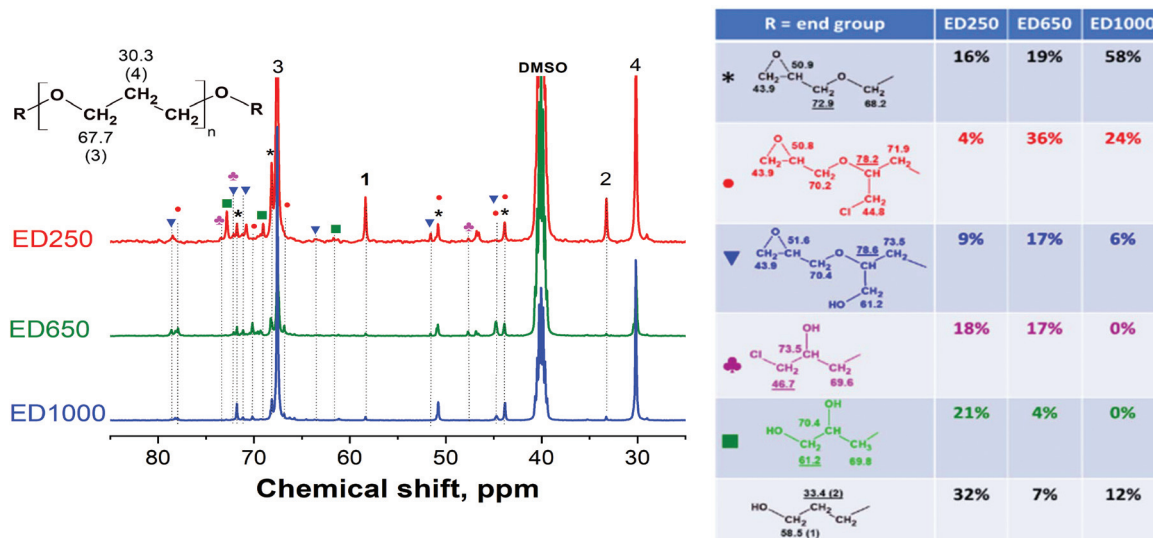 30.3
(4)
CH₂
R
O
CH₂
CH₂
O
R
n
67.7
(3)
3
DMSO
4
1
2
ED250
ED650
ED1000
80
70
60
50
40
30
Chemical shift, ppm
R = end group ED250 ED650 ED1000
O
50.9
H₂C CH O
43.9 CH₂ CH₂
72.9 68.2
16% 19% 58%
O
50.8 78.2 71.9
H₂C CH O CH CH₂
43.9 CH₂
70.2
CH₂
Cl 44.8
4% 36% 24%
O
51.6 78.6 73.5
H₂C CH O CH CH₂
43.9 CH₂
70.4
CH₂
HO 61.2
9% 17% 6%
OH
73.5
Cl CH
CH₂ CH₂
46.7 69.6
18% 17% 0%
OH
70.4
HO CH
CH₂ CH₃
61.2 69.8
21% 4% 0%
33.4 (2)
HO CH₂
CH₂ CH₂
58.5 (1)
32% 7% 12%